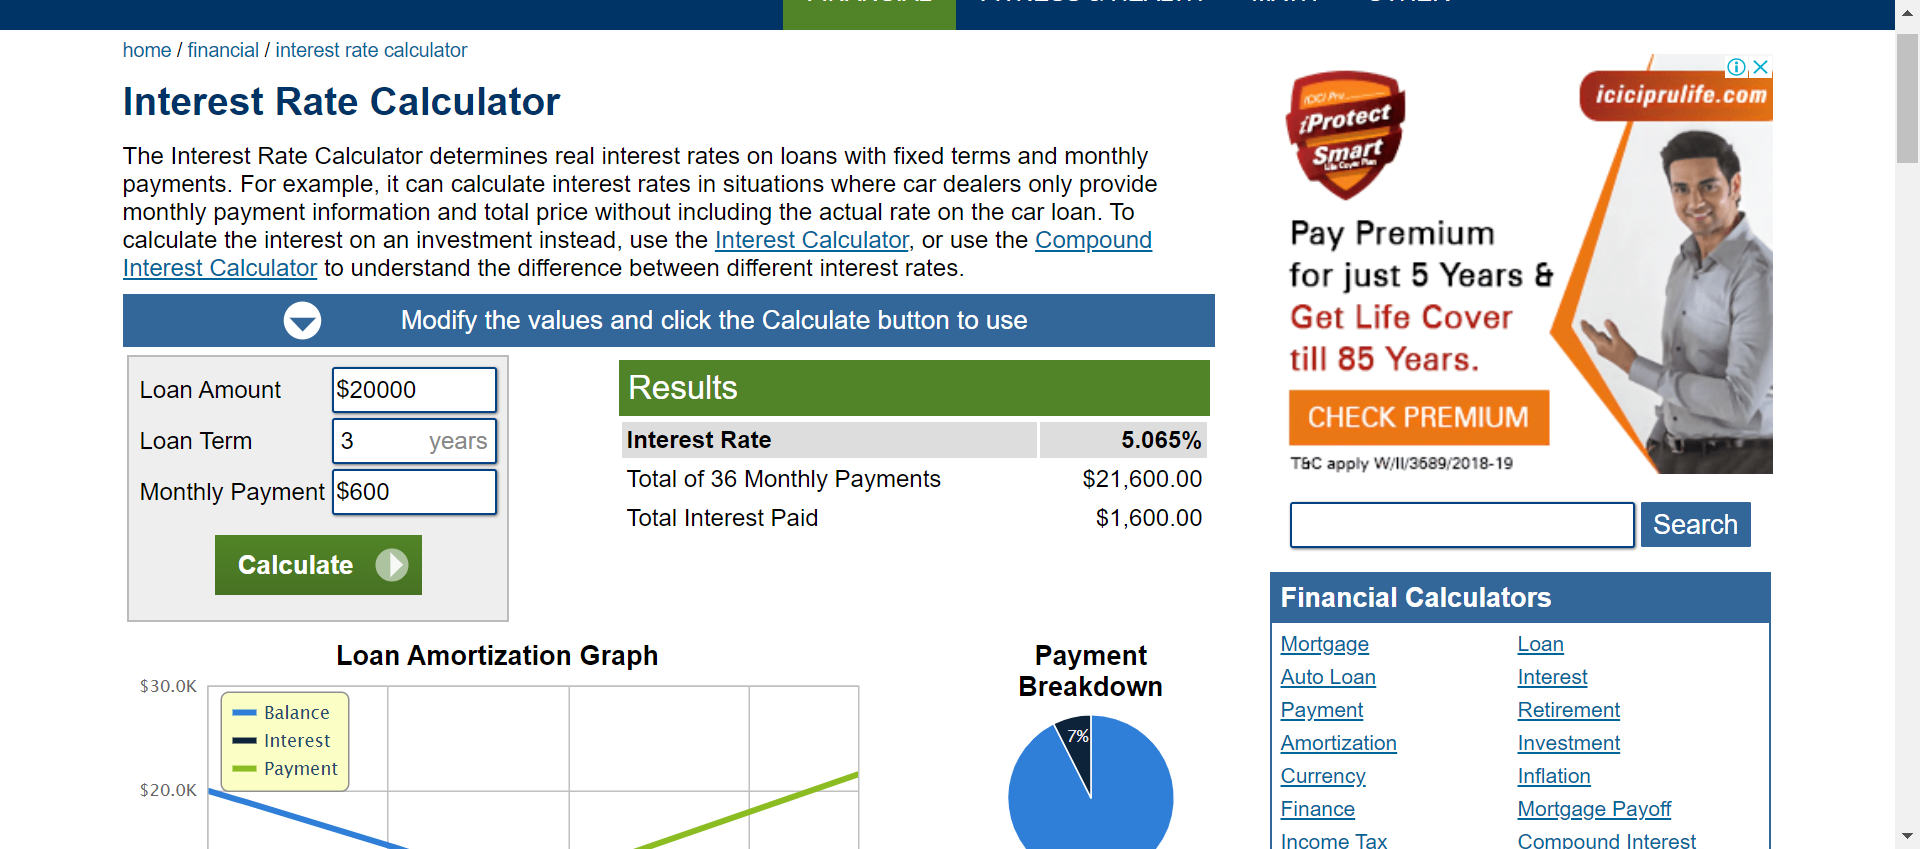 home / financial / interest rate calculator
Interest Rate Calculator
The Interest Rate Calculator determines real interest rates on loans with fixed terms and monthly
payments. For example, it can calculate interest rates in situations where car dealers only provide
monthly payment information and total price without including the actual rate on the car loan. To
calculate the interest on an investment instead, use the Interest Calculator, or use the Compound
Interest Calculator to understand the difference between different interest rates.
Modify the values and click the Calculate button to use
Loan Amount $20000
Loan Term 3 years
Monthly Payment $600
Calculate
Results
Interest Rate 5.065%
Total of 36 Monthly Payments $21,600.00
Total Interest Paid $1,600.00
Loan Amortization Graph
$30.0K
Balance
Interest
Payment
$20.0K
Payment
Breakdown
7%
iciciprulife.com
ICICI Pru
iProtect
Smart
Life Cover Plan
Pay Premium
for just 5 Years &
Get Life Cover
till 85 Years.
CHECK PREMIUM
T&C apply W/II/3689/2018-19
Search
Financial Calculators
Mortgage Loan
Auto Loan Interest
Payment Retirement
Amortization Investment
Currency Inflation
Finance Mortgage Payoff
Income Tax Compound Interest